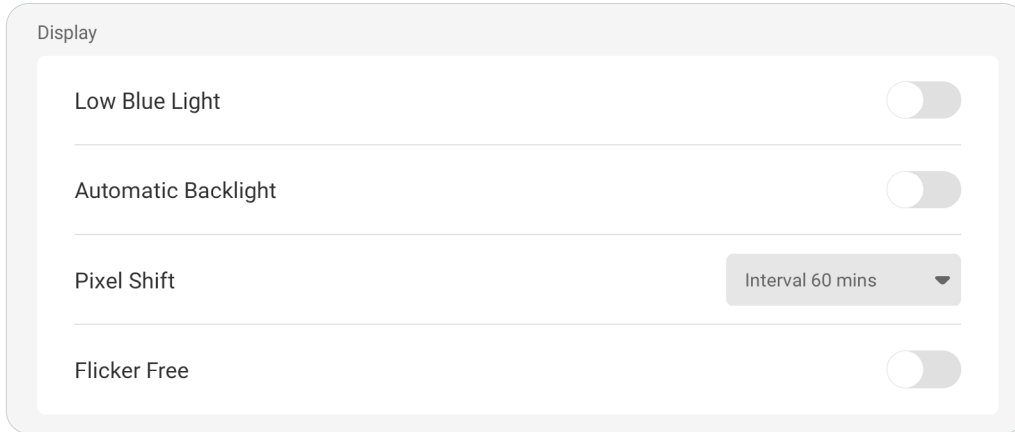 Display
Low Blue Light
Automatic Backlight
Pixel Shift
Interval 60 mins
Flicker Free